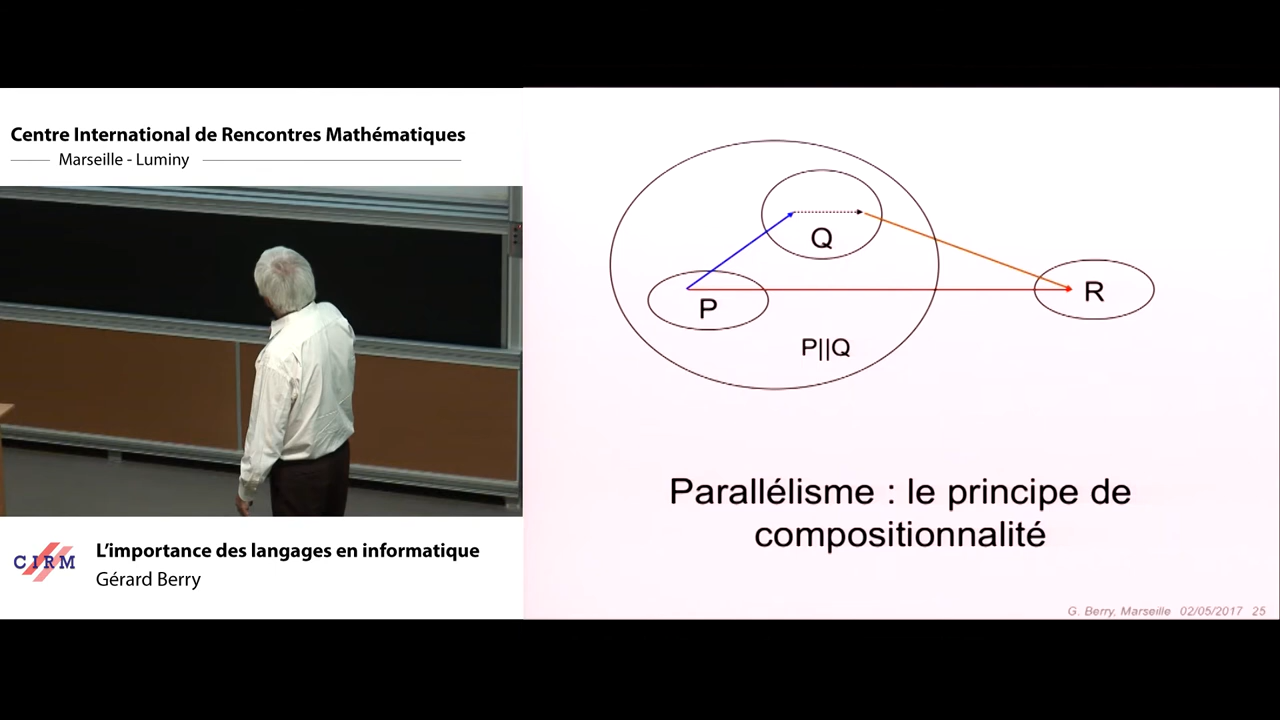 Centre International de Rencontres Mathématiques
Marseille - Luminy
CIRM
L'importance des langages en informatique
Gérard Berry
Q
P
R
P||Q
Parallélisme : le principe de
compositionnalité
G. Berry. Marseille 02/05/2017 25